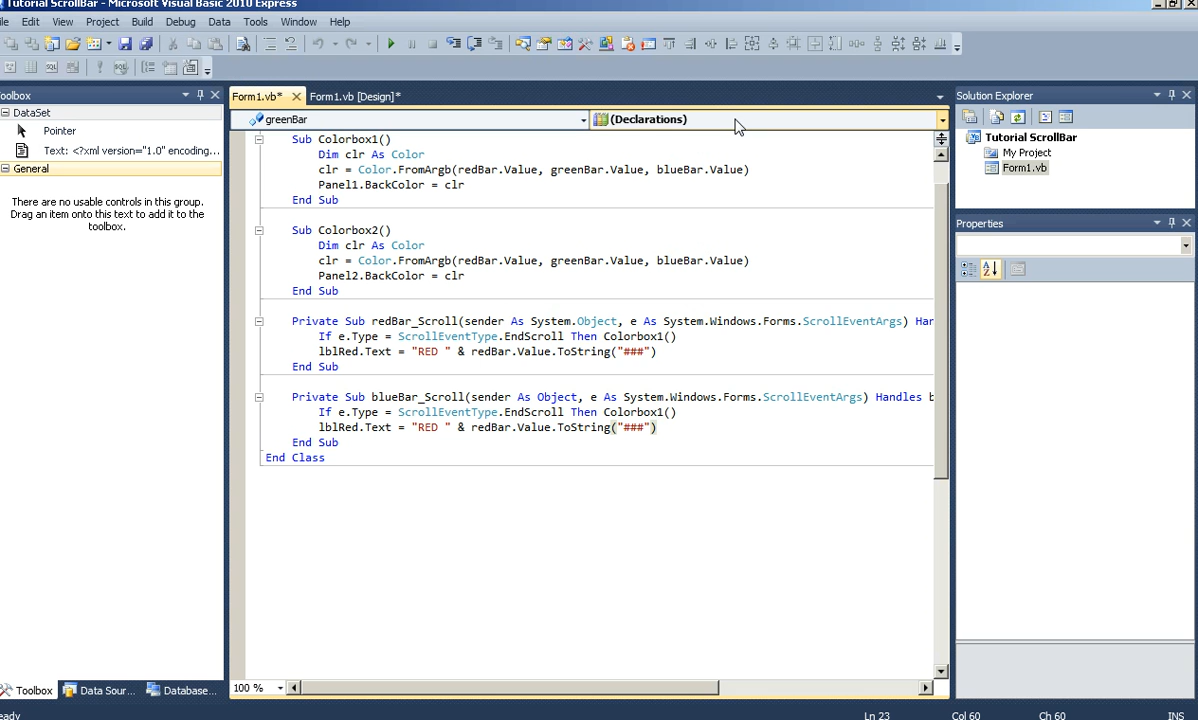 Tutorial ScrollBar - Microsoft Visual Basic 2010 Express
ile Edit View Project Build Debug Data Tools Window Help
oolbox
DataSet
Pointer
Text: <?xml version="1.0" encoding,...
General
There are no usable controls in this group.
Drag an item onto this text to add it to the
toolbox.
Toolbox Data Sour... Database...
Form1.vb* Form1.vb [Design]*
greenBar (Declarations)
Sub Colorbox1()
Dim clr As Color
clr = Color.FromArgb(redBar.Value, greenBar.Value, blueBar.Value)
Panel1.BackColor = clr
End Sub
Sub Colorbox2()
Dim clr As Color
clr = Color.FromArgb(redBar.Value, greenBar.Value, blueBar.Value)
Panel2.BackColor = clr
End Sub
Private Sub redBar_Scroll(sender As System.Object, e As System.Windows.Forms.ScrollEventArgs) Han
If e.Type = ScrollEventType.EndScroll Then Colorbox1()
lblRed.Text = "RED " & redBar.Value.ToString("###")
End Sub
Private Sub blueBar_Scroll(sender As Object, e As System.Windows.Forms.ScrollEventArgs) Handles b
If e.Type = ScrollEventType.EndScroll Then Colorbox1()
lblRed.Text = "RED " & redBar.Value.ToString("###")
End Sub
End Class
100 %
Solution Explorer
Tutorial ScrollBar
My Project
Form1.vb
Properties
eady Ln 23 Col 60 Ch 60 INS